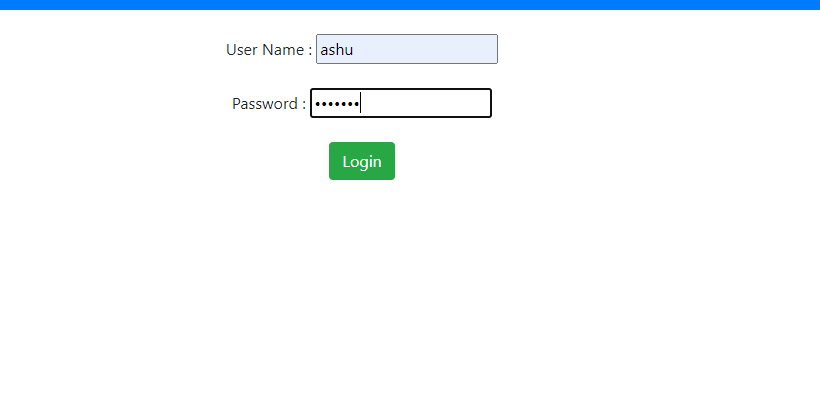 User Name : ashu
Password : •••••••
Login